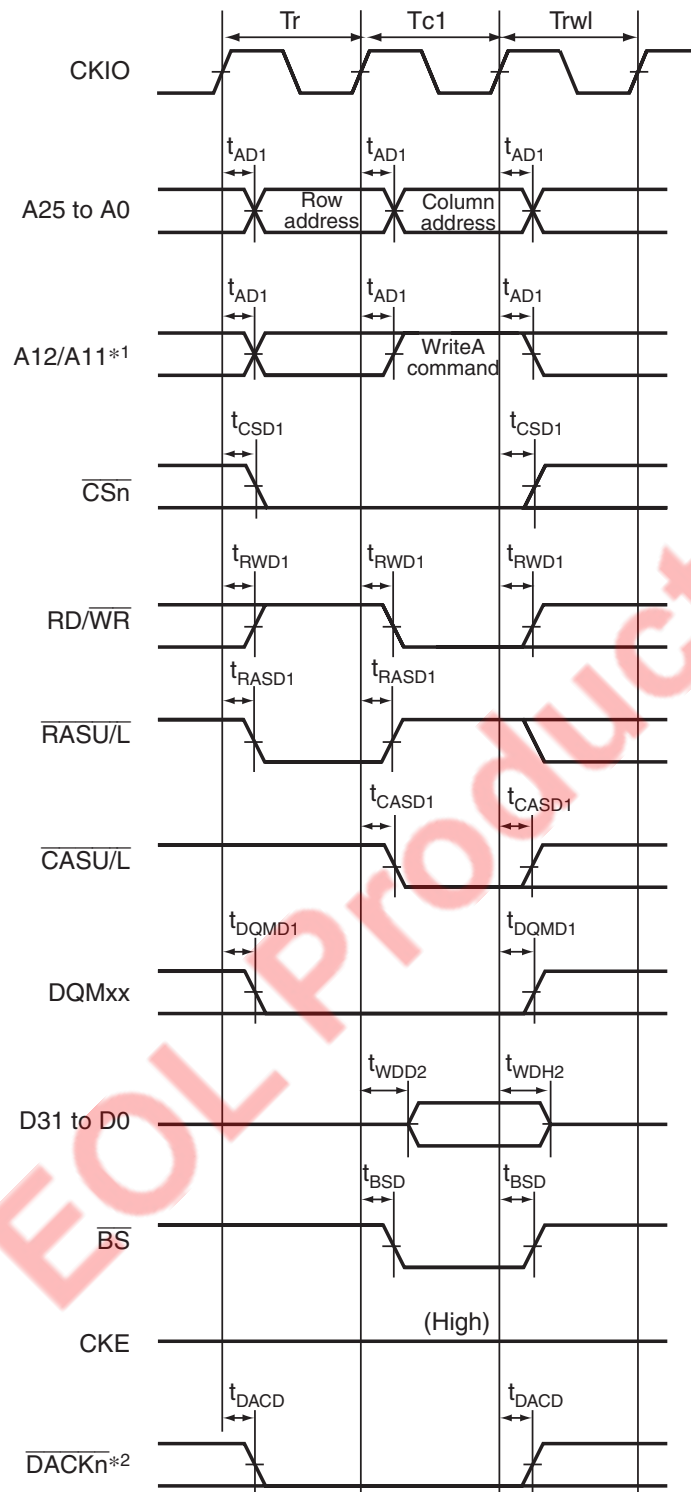 Tr Tc1 Trwl
CKIO
tAD1 tAD1 tAD1
A25 to A0
Row address
Column address
tAD1 tAD1 tAD1
A12/A11*1
WriteA command
tCSD1 tCSD1
CSn
tRWD1 tRWD1 tRWD1
RD/WR
tRASD1 tRASD1
RASU/L
tCASD1 tCASD1
CASU/L
tDQMD1 tDQMD1
DQMxx
tWDD2 tWDH2
D31 to D0
tBSD tBSD
BS
(High)
CKE
tDACD tDACD
DACKn*2
EOL Product